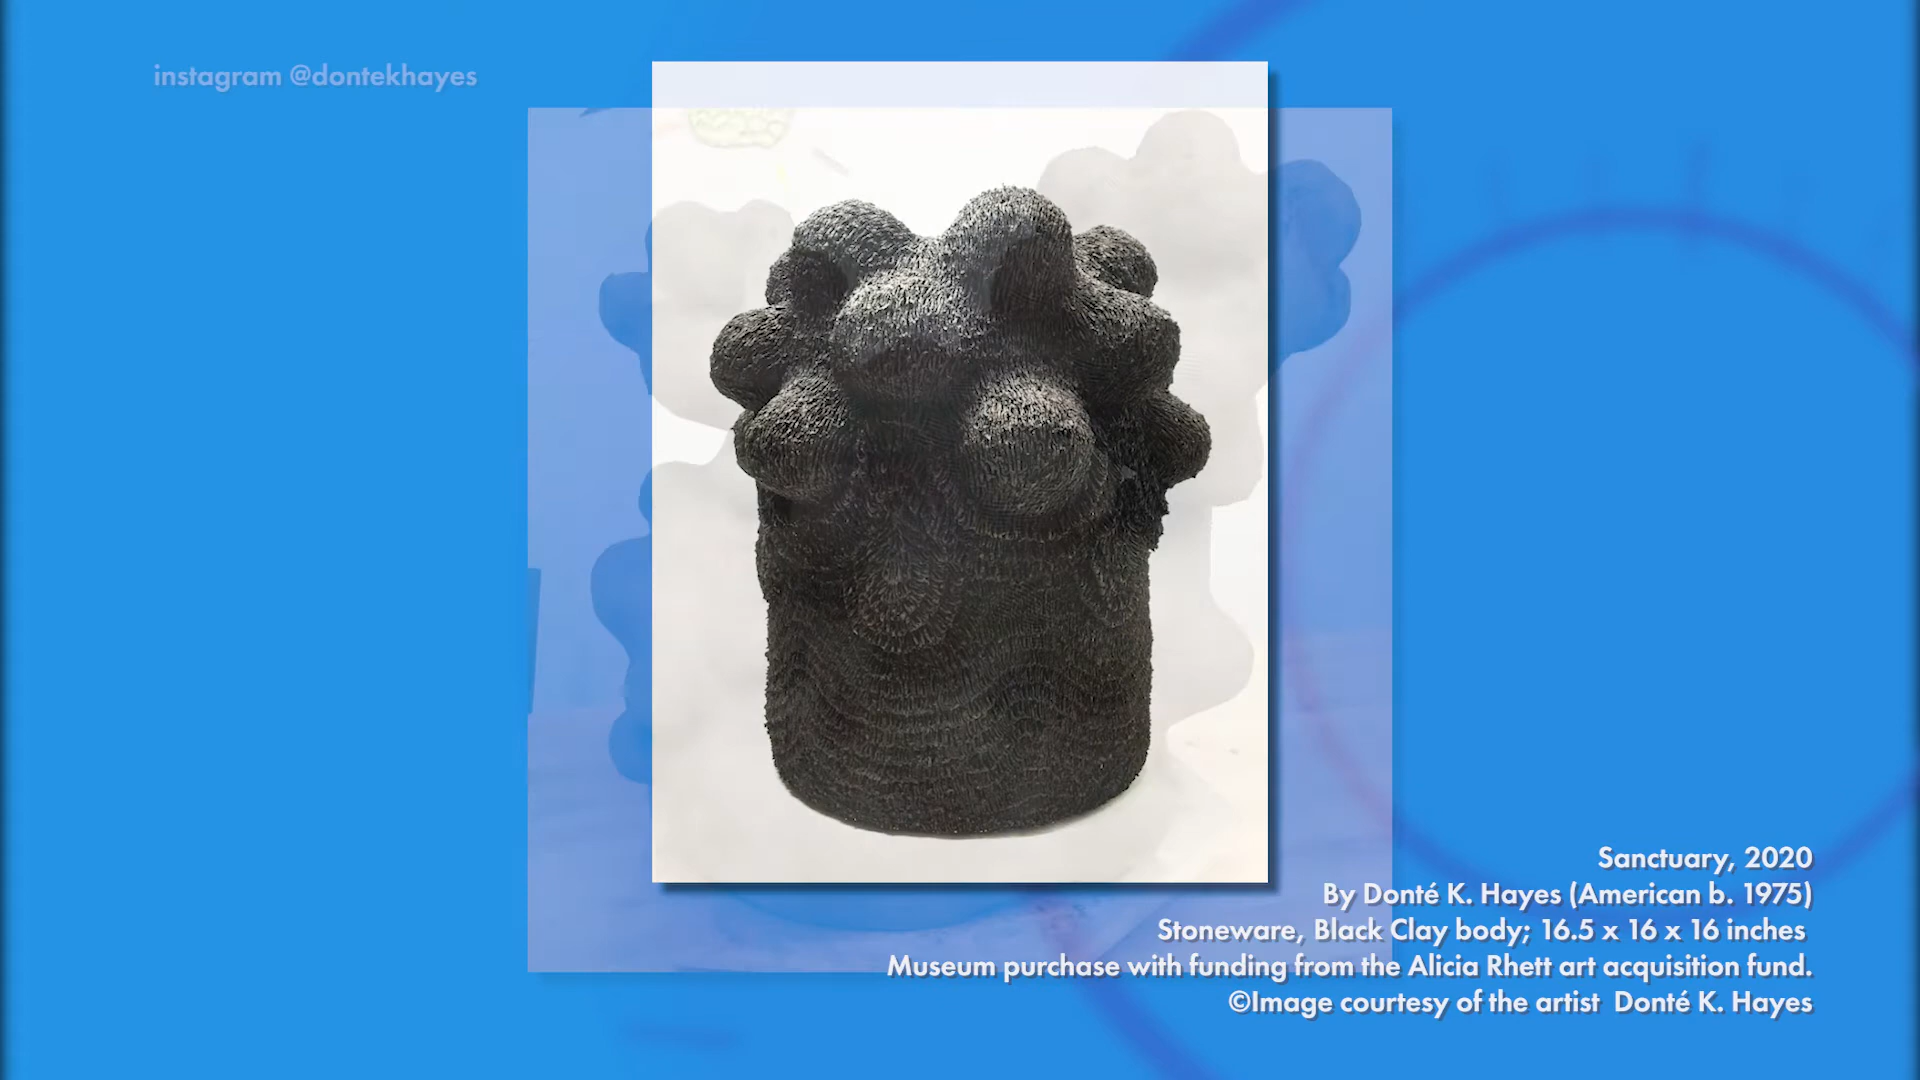 instagram @dontekhayes
Sanctuary, 2020
By Donté K. Hayes (American b. 1975)
Stoneware, Black Clay body; 16.5 x 16 x 16 inches
Museum purchase with funding from the Alicia Rhett art acquisition fund.
©Image courtesy of the artist Donté K. Hayes